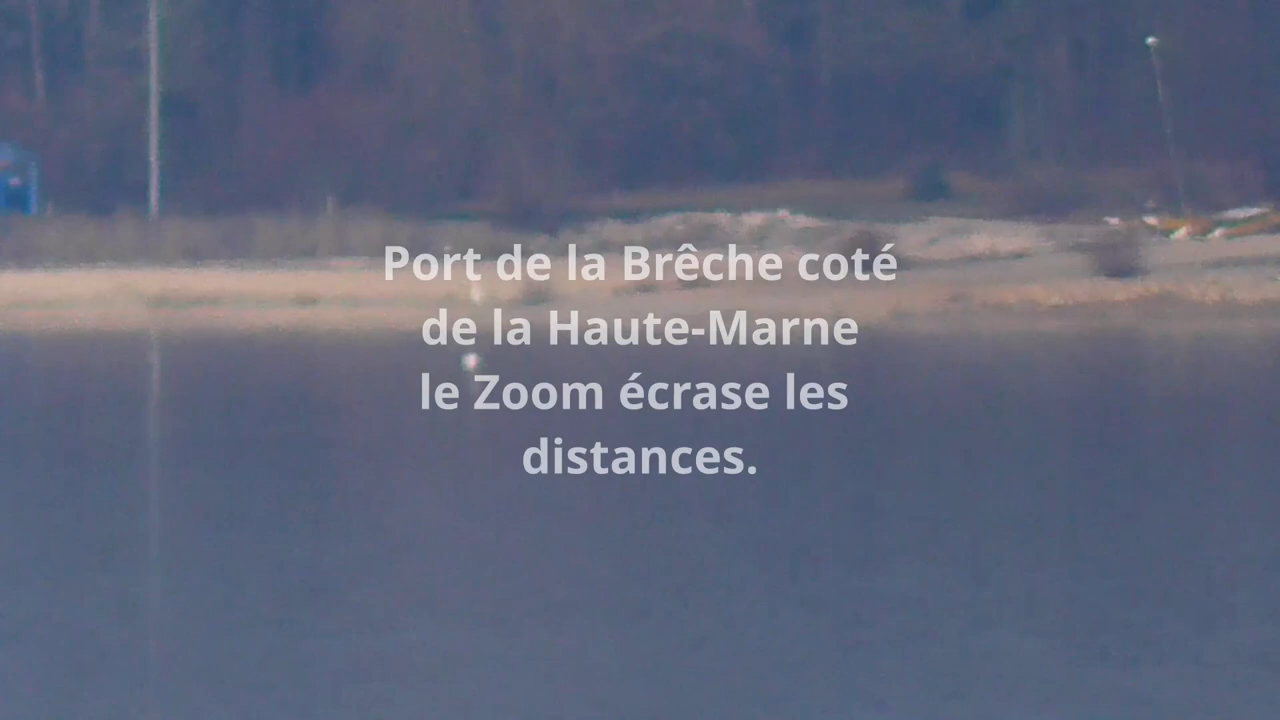 Port de la Brêche coté
de la Haute-Marne
le Zoom écrase les
distances.